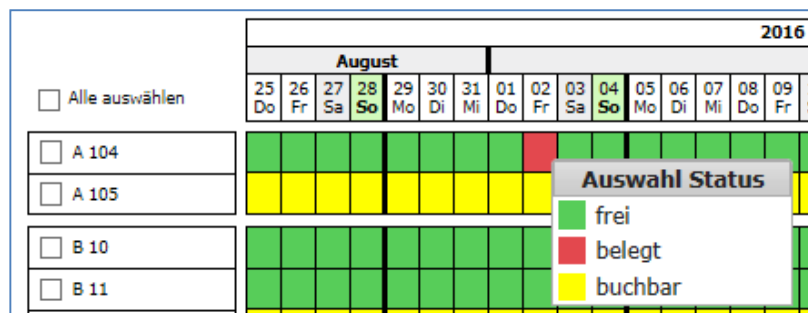 2016
August
Alle auswählen
25 26 27 28 29 30 31 01 02 03 04 05 06 07 08 09
Do Fr Sa So Mo Di Mi Do Fr Sa So Mo Di Mi Do Fr
A 104
Auswahl Status
A 105
frei
B 10
belegt
B 11
buchbar